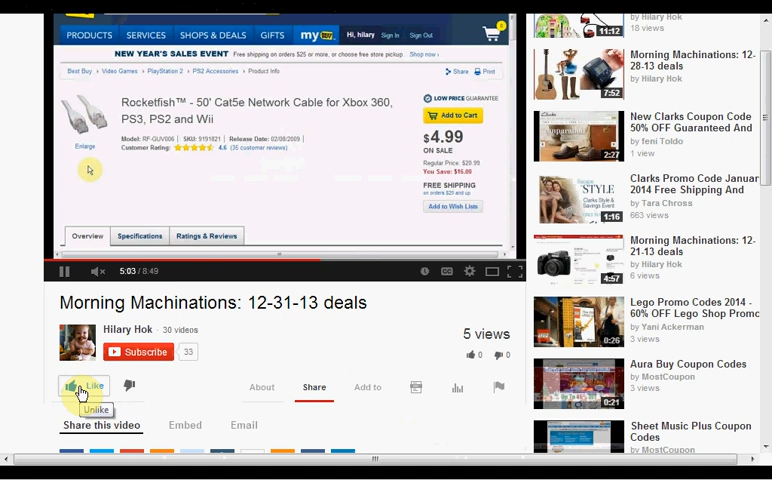 PRODUCTS SERVICES SHOPS & DEALS GIFTS my Hi, hilary Sign In Sign Out
NEW YEAR'S SALES EVENT Free shipping on orders $25 or more, or choose free store pickup. Shop now ›
Best Buy › Video Games › PlayStation 2 › PS2 Accessories › Product Info
Share Print
Rocketfish™ - 50' Cat5e Network Cable for Xbox 360,
PS3, PS2 and Wii
Model: RF-GUV006 SKU: 9191821 Release Date: 02/08/2009
Customer Rating: 4.6 (35 customer reviews)
Enlarge
LOW PRICE GUARANTEE
Add to Cart
$4.99
ON SALE
Regular Price: $20.99
You Save: $16.00
FREE SHIPPING
on orders $25 and up
Add to Wish Lists
Overview Specifications Ratings & Reviews
5:03 / 8:49
CC
Morning Machinations: 12-31-13 deals
Hilary Hok · 30 videos
Subscribe 33
5 views
0 0
Like
Unlike
About Share Add to
Share this video Embed Email
11:12
by Hilary Hok
18 views
7:52
Morning Machinations: 12-
28-13 deals
by Hilary Hok
2:27
New Clarks Coupon Code
50% OFF Guaranteed And
by feni Toldo
1 view
STYLE
1:16
Clarks Promo Code Januar
2014 Free Shipping And
by Tara Chross
663 views
4:57
Morning Machinations: 12-
21-13 deals
by Hilary Hok
6 views
0:26
Lego Promo Codes 2014 -
60% OFF Lego Shop Promo
by Yani Ackerman
3 views
0:21
Aura Buy Coupon Codes
by MostCoupon
3 views
Sheet Music Plus Coupon
Codes
by MostCoupon